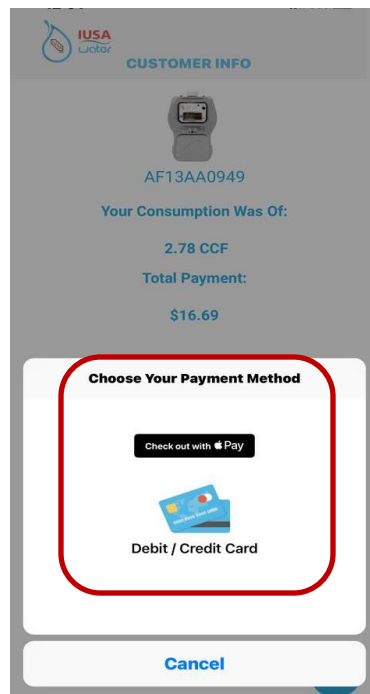 IUSA
water
CUSTOMER INFO
AF13AA0949
Your Consumption Was Of:
2.78 CCF
Total Payment:
$16.69
Choose Your Payment Method
Check out with Pay
Debit / Credit Card
Cancel